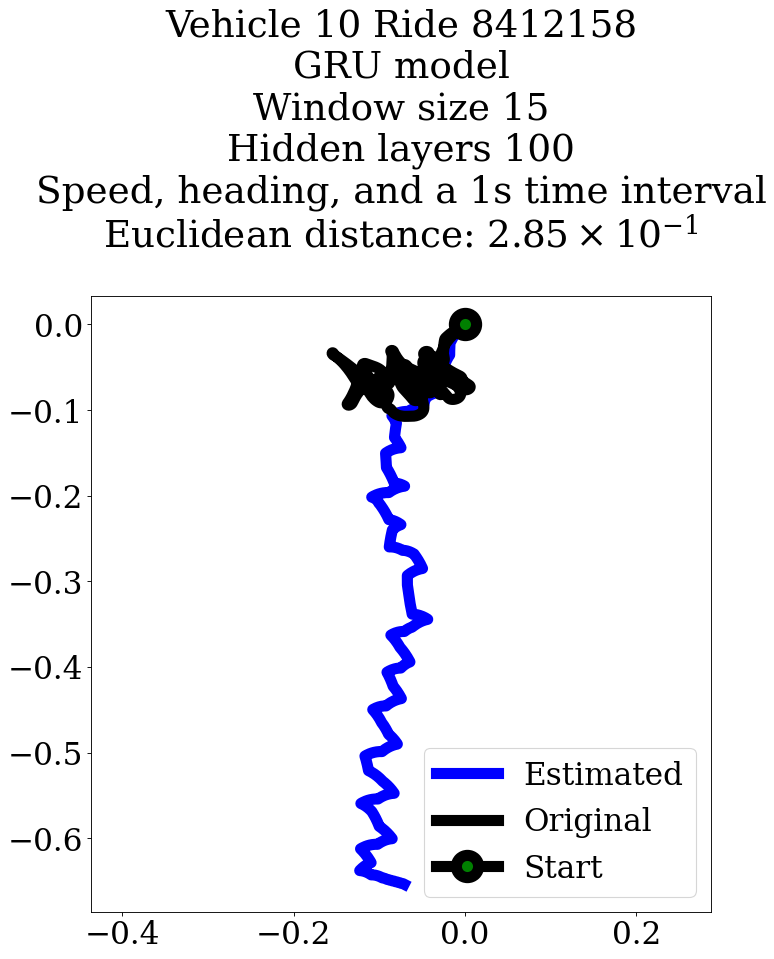 Vehicle 10 Ride 8412158
GRU model
Window size 15
Hidden layers 100
Speed, heading, and a 1s time interval
Euclidean distance: 2.85 × 10⁻¹
0.0
−0.1
−0.2
−0.3
−0.4
−0.5
−0.6
Estimated
Original
Start
−0.4
−0.2
0.0
0.2